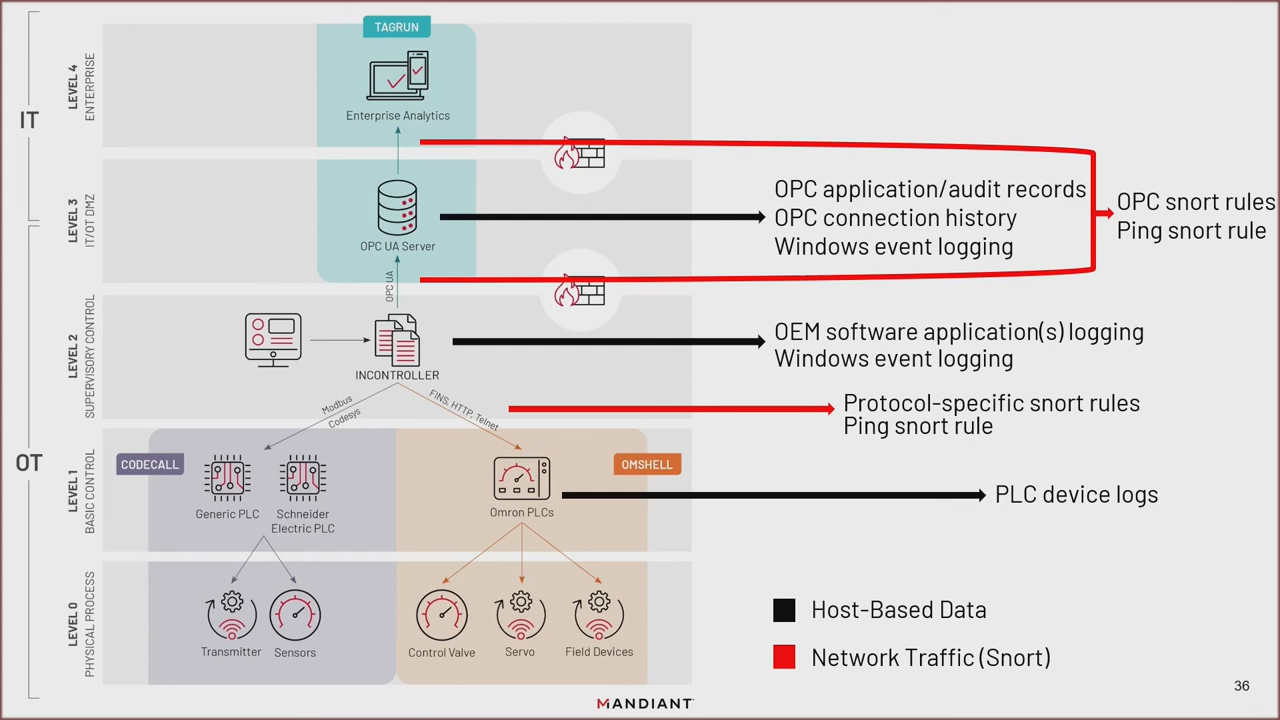 TAGRUN
IT
LEVEL 4
ENTERPRISE
Enterprise Analytics
LEVEL 3
IT/OT DMZ
OPC UA Server
OPC application/audit records
OPC connection history
Windows event logging
OPC snort rules
Ping snort rule
OPC UA
OT
LEVEL 2
SUPERVISORY CONTROL
INCONTROLLER
OEM software application(s) logging
Windows event logging
Modbus
Codesys
FINS, HTTP, Telnet
Protocol-specific snort rules
Ping snort rule
LEVEL 1
BASIC CONTROL
CODECALL
OMSHELL
Generic PLC
Schneider
Electric PLC
Omron PLCs
PLC device logs
LEVEL 0
PHYSICAL PROCESS
Transmitter
Sensors
Control Valve
Servo
Field Devices
Host-Based Data
Network Traffic (Snort)
MANDIANT
36